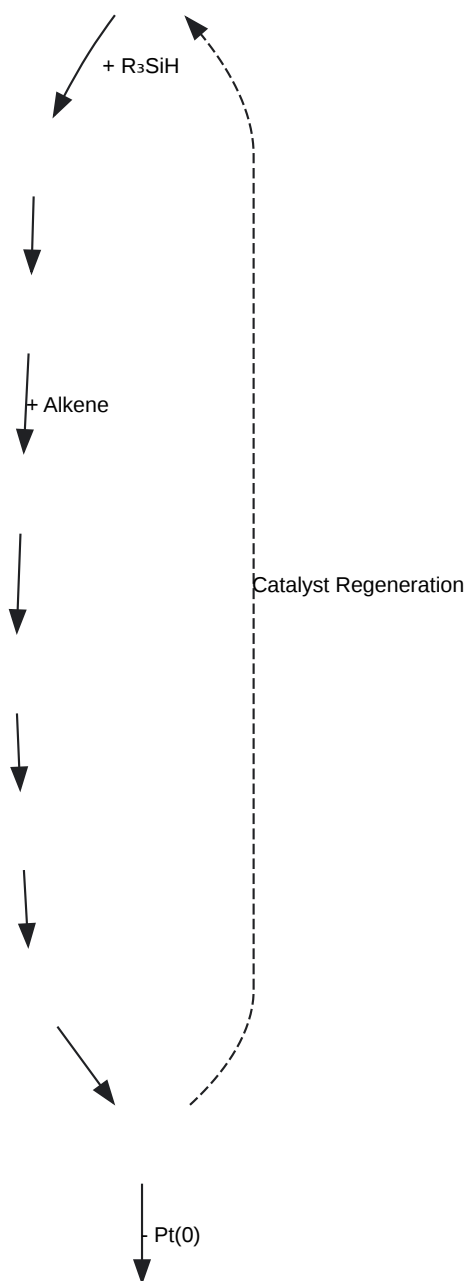 + R₃SiH
+ Alkene
Catalyst Regeneration
- Pt(0)